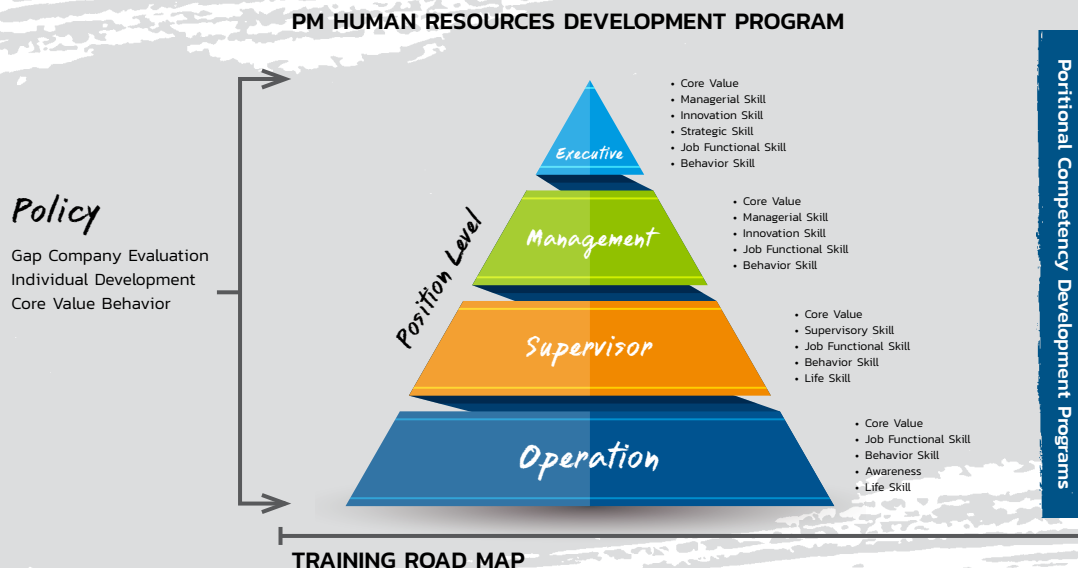 PM HUMAN RESOURCES DEVELOPMENT PROGRAM
Policy
Gap Company Evaluation
Individual Development
Core Value Behavior
Position Level
Executive
• Core Value
• Managerial Skill
• Innovation Skill
• Strategic Skill
• Job Functional Skill
• Behavior Skill
Management
• Core Value
• Managerial Skill
• Innovation Skill
• Job Functional Skill
• Behavior Skill
Supervisor
• Core Value
• Supervisory Skill
• Job Functional Skill
• Behavior Skill
• Life Skill
Operation
• Core Value
• Job Functional Skill
• Behavior Skill
• Awareness
• Life Skill
Poritional Competency Development Programs
TRAINING ROAD MAP